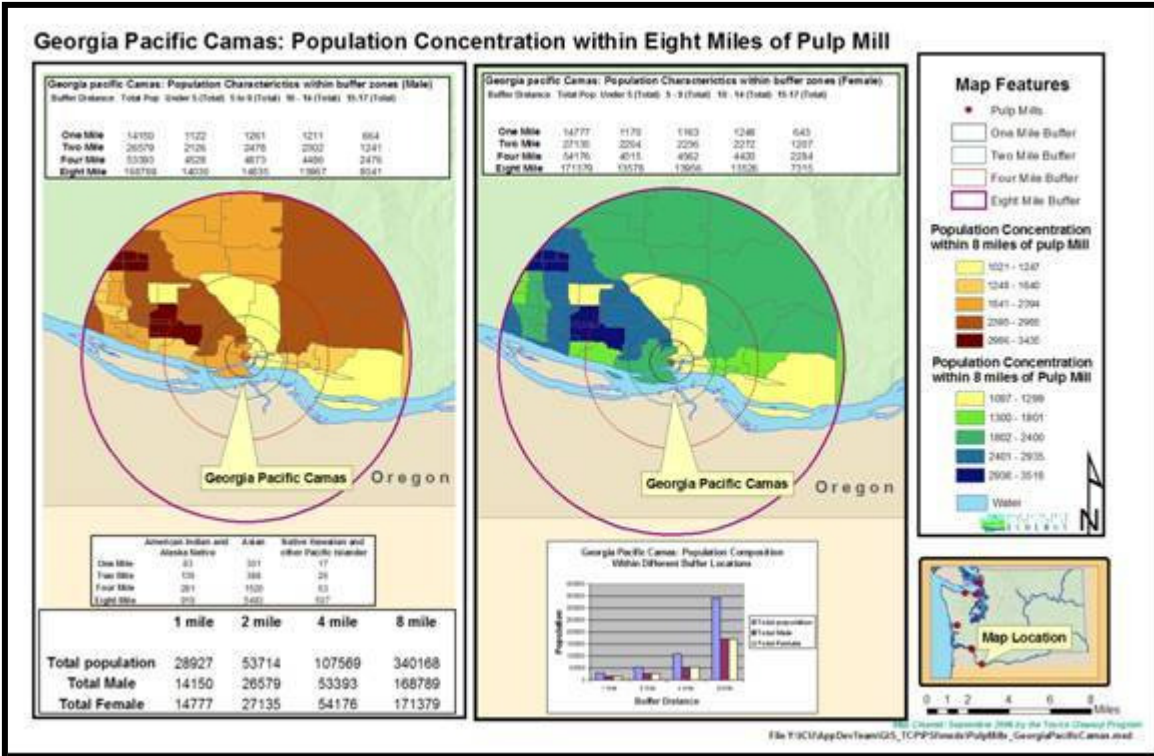 Georgia Pacific Camas: Population Concentration within Eight Miles of Pulp Mill
Georgia pacific Camas: Population Characterictics within buffer zones (Male)
Buffer Distance Total Pop Under 5 (Total) 5 to 9 (Total) 10 - 14 (Total) 15-17 (Total)
One Mile 14150 1122 1261 1211 664
Two Mile 26579 2126 2478 2302 1241
Four Mile 53393 4528 4873 4486 2476
Eight Mile 168789 14030 14635 13967
Georgia pacific Camas: Population Characterictics within buffer zones (Female)
Buffer Distance Total Pop Under 5 (Total) 5 - 9 (Total) 10 - 14 (Total) 15-17 (Total)
One Mile 14777 1170 1163 1248 643
Two Mile 27135 2204 2296 2272 1207
Four Mile 54176 4015 4562 4420 2284
Eight Mile 171379 13578 13956 13526 7315
Georgia Pacific Camas
Oregon
Georgia Pacific Camas
Oregon
Map Features
Pulp Mills
One Mile Buffer
Two Mile Buffer
Four Mile Buffer
Eight Mile Buffer
Population Concentration
within 8 miles of pulp Mill
1021 - 1247
1248 - 1640
1641 - 2394
2395 - 2985
2986 - 3435
Population Concentration
within 8 miles of Pulp Mill
1097 - 1299
1300 - 1801
1802 - 2400
2401 - 2935
2936 - 3516
Water
N
American Indian and Asian Native Hawaiian and
Alaska Native other Pacific Islander
One Mile 17
Two Mile
Four Mile
Eight Mile
1 mile 2 mile 4 mile 8 mile
Total population 28927 53714 107569 340168
Total Male 14150 26579 53393 168789
Total Female 14777 27135 54176 171379
Georgia Pacific Camas: Population Composition
Within Different Buffer Locations
Population
Total population
Total Male
Total Female
Buffer Distance
Map Location
0 1 2 4 6 8
Miles